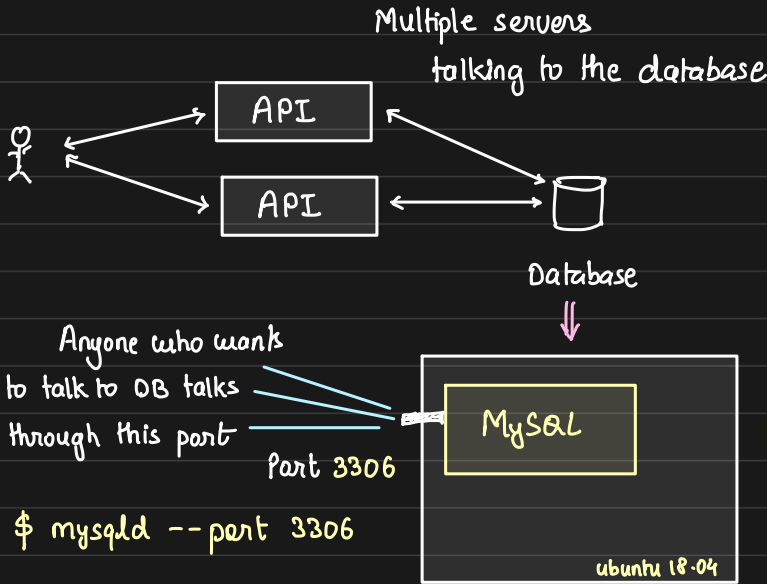 Multiple servers
talking to the database
API
API
Database
Anyone who wants
to talk to DB talks
through this port
Port 3306
MySQL
$ mysqld --port 3306
ubuntu 18.04